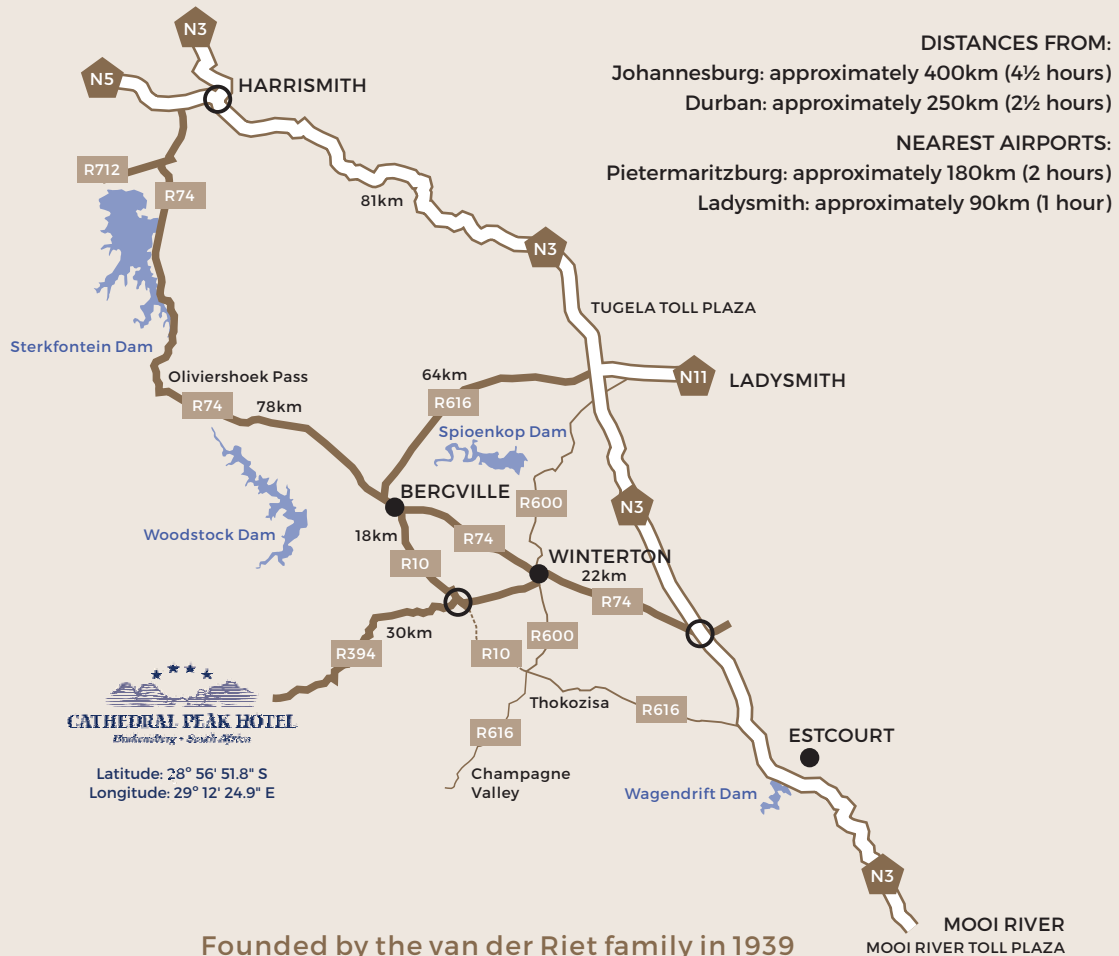 N3
DISTANCES FROM:
Johannesburg: approximately 400km (4½ hours)
Durban: approximately 250km (2½ hours)
NEAREST AIRPORTS:
Pietermaritzburg: approximately 180km (2 hours)
Ladysmith: approximately 90km (1 hour)
N5
HARRISMITH
R712
R74
81km
N3
TUGELA TOLL PLAZA
Sterkfontein Dam
Oliviershoek Pass
64km
N11
LADYSMITH
R74
78km
R616
Spioenkop Dam
BERGVILLE
R600
N3
Woodstock Dam
18km
R74
R10
WINTERTON
22km
R74
30km
R600
R394
R10
Thokozisa
R616
CATHEDRAL PEAK HOTEL
Drakensberg • South Africa
R616
ESTCOURT
Latitude: 28° 56' 51.8" S
Longitude: 29° 12' 24.9" E
Champagne
Valley
Wagendrift Dam
N3
MOOI RIVER
MOOI RIVER TOLL PLAZA
Founded by the van der Riet family in 1939